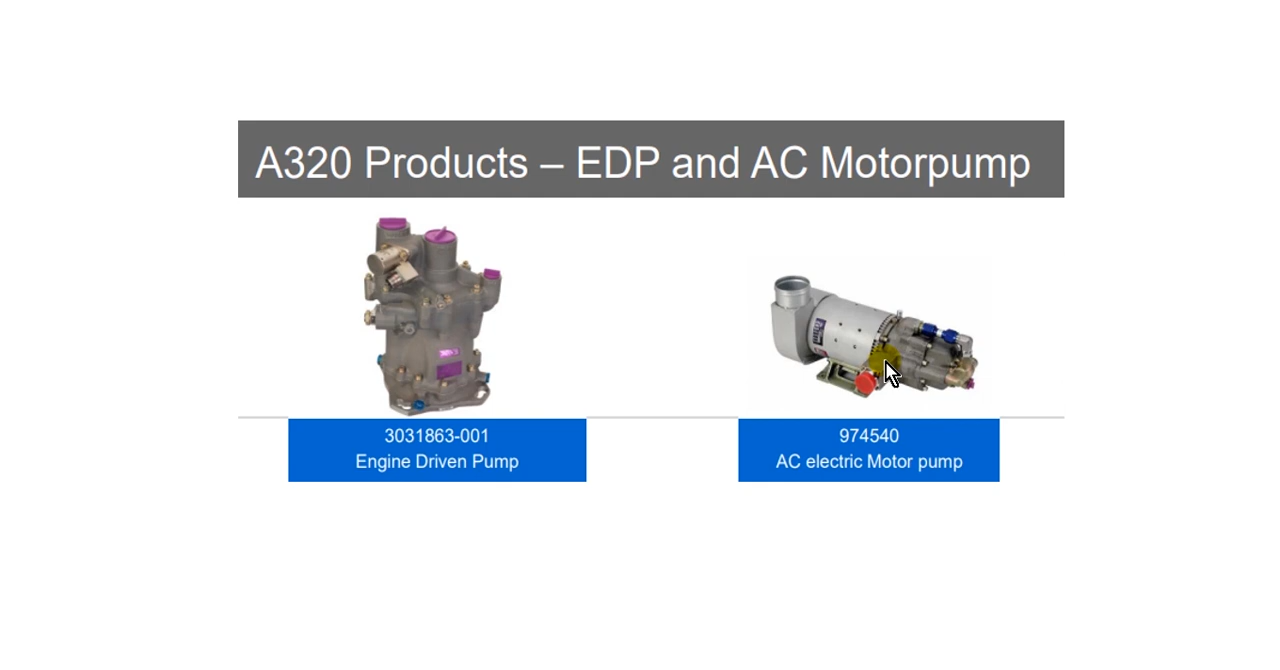 A320 Products – EDP and AC Motorpump
3031863-001
Engine Driven Pump
974540
AC electric Motor pump